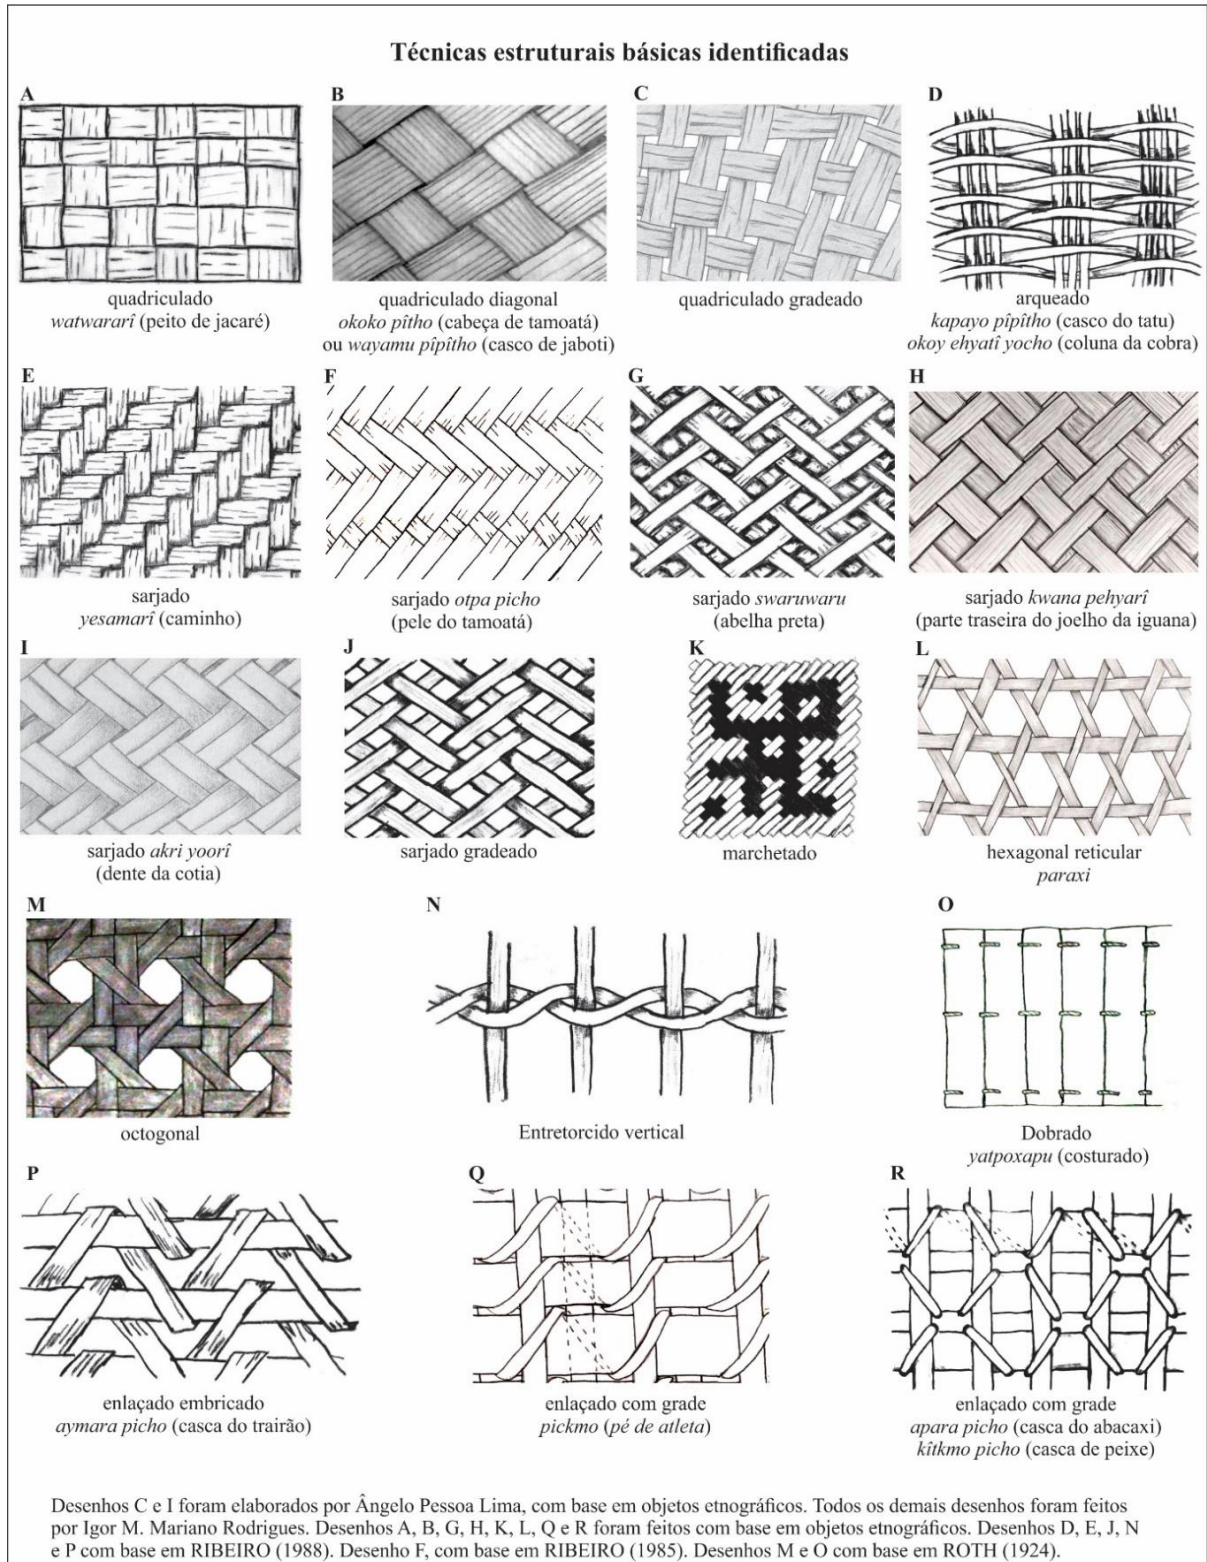 Técnicas estruturais básicas identificadas
A
quadriculado
watwararî (peito de jacaré)
B
quadriculado diagonal
okoko pîtho (cabeça de tamoatá)
ou wayamu pîpîtho (casco de jaboti)
C
quadriculado gradeado
D
arqueado
kapayo pîpîtho (casco do tatu)
okoy ehyatî yocho (coluna da cobra)
E
sarjado
yesamarî (caminho)
F
sarjado otpa picho
(pele do tamoatá)
G
sarjado swaruwaru
(abelha preta)
H
sarjado kwana pehyarî
(parte traseira do joelho da iguana)
I
sarjado akri yoorî
(dente da cotia)
J
sarjado gradeado
K
marchetado
L
hexagonal reticular
paraxi
M
octogonal
N
Entretorcido vertical
O
Dobrado
yatpoxapu (costurado)
P
enlaçado embricado
aymara picho (casca do trairão)
Q
enlaçado com grade
pickmo (pé de atleta)
R
enlaçado com grade
apara picho (casca do abacaxi)
kîtkmo picho (casca de peixe)
Desenhos C e I foram elaborados por Ângelo Pessoa Lima, com base em objetos etnográficos. Todos os demais desenhos foram feitos
por Igor M. Mariano Rodrigues. Desenhos A, B, G, H, K, L, Q e R foram feitos com base em objetos etnográficos. Desenhos D, E, J, N
e P com base em RIBEIRO (1988). Desenho F, com base em RIBEIRO (1985). Desenhos M e O com base em ROTH (1924).